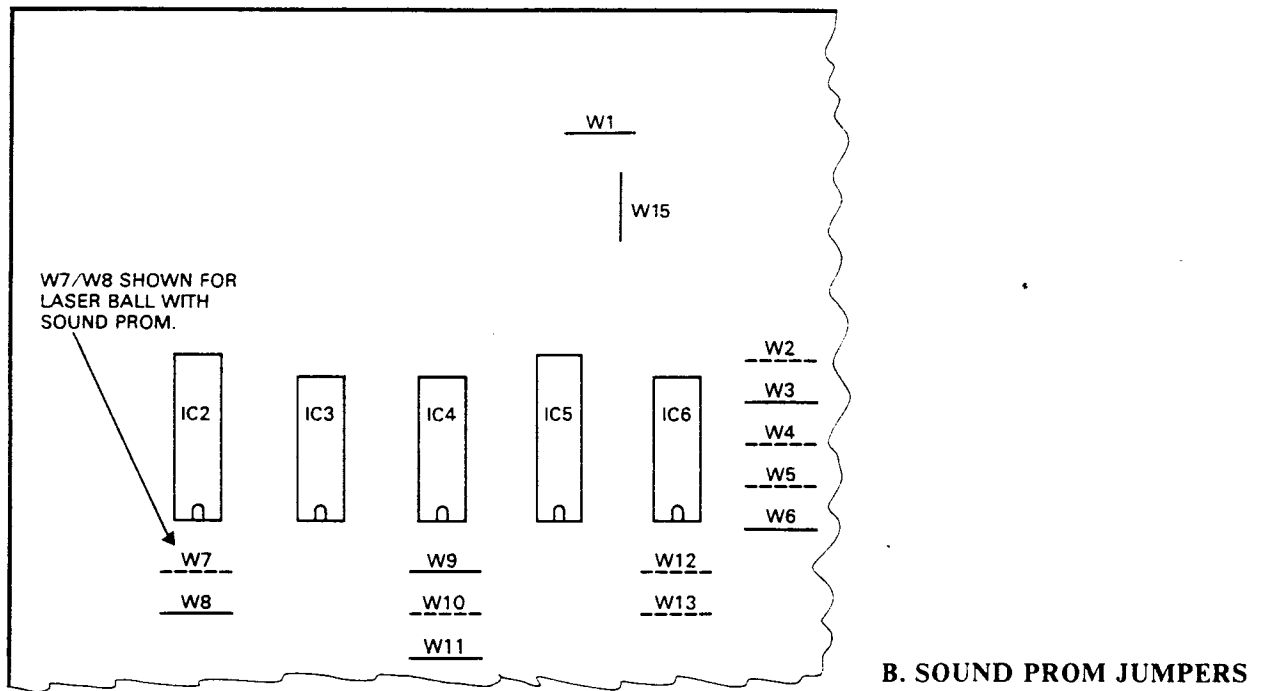 W1
W15
W7/W8 SHOWN FOR
LASER BALL WITH
SOUND PROM.
IC2
IC3
IC4
IC5
IC6
W2
W3
W4
W5
W6
W7
W8
W9
W10
W11
W12
W13
B. SOUND PROM JUMPERS